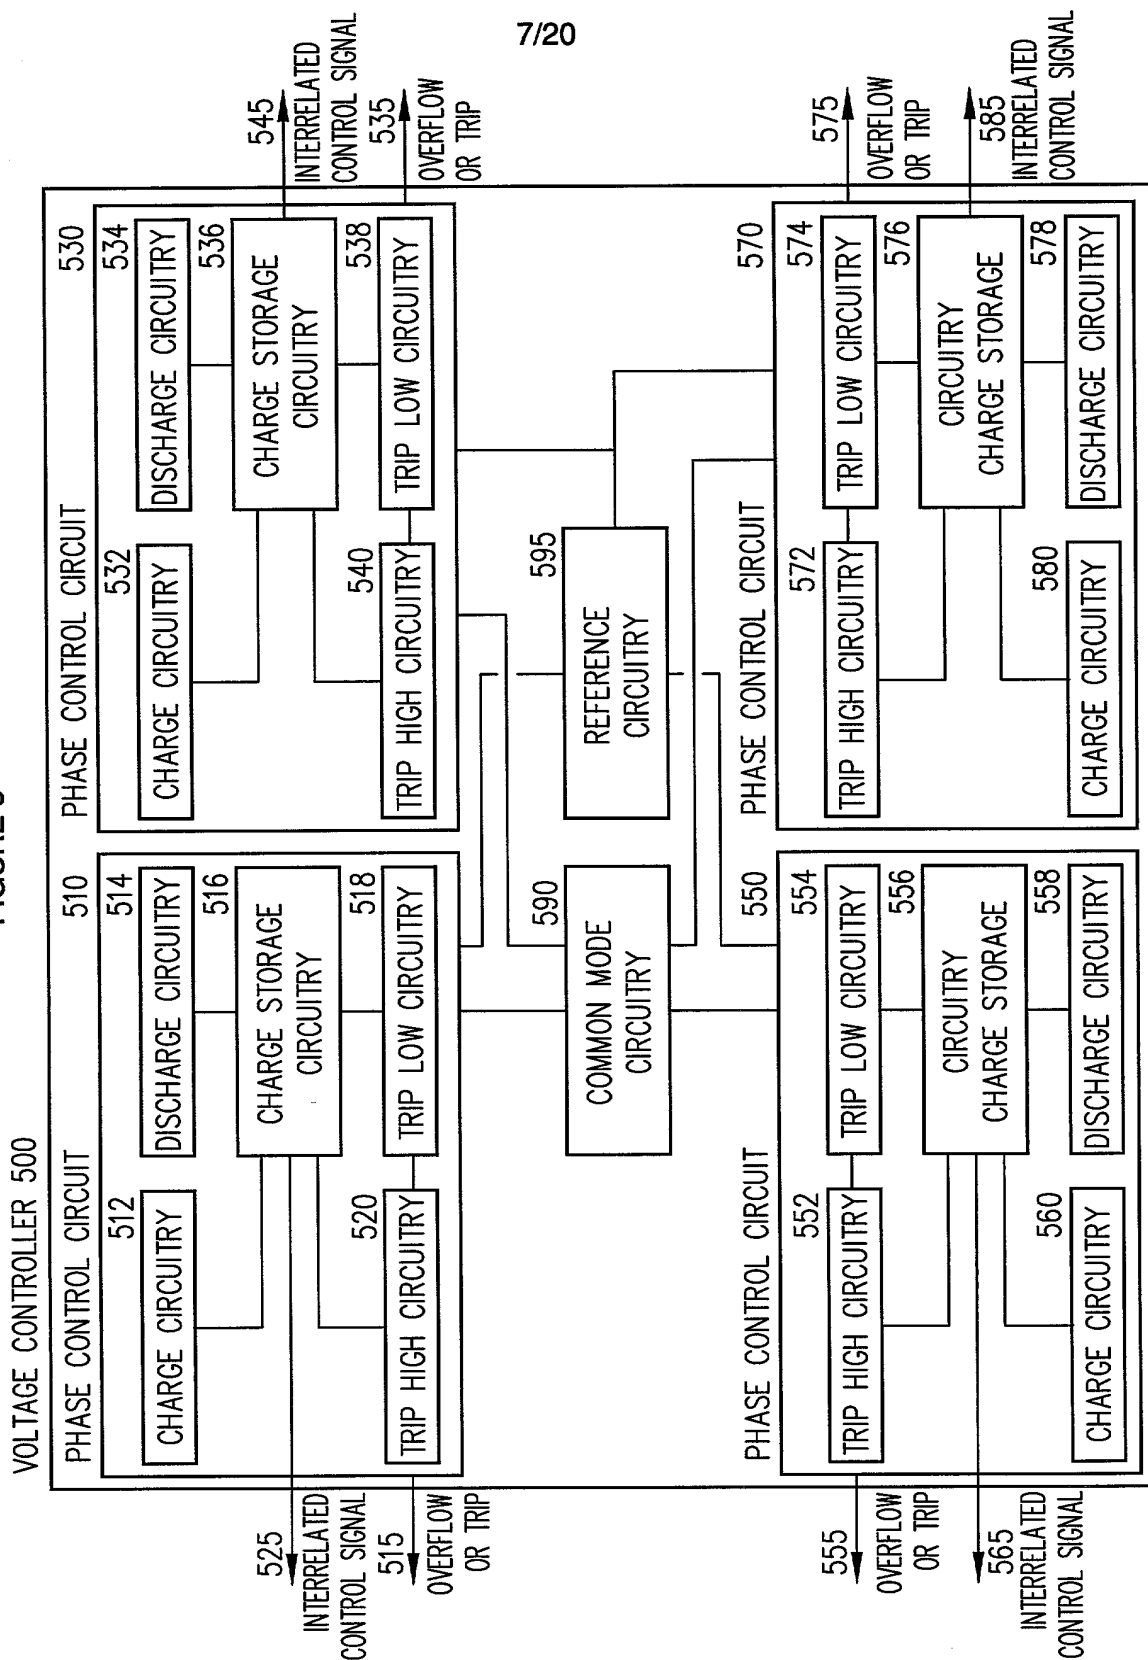 7/20
VOLTAGE CONTROLLER 500
PHASE CONTROL CIRCUIT
510
512
CHARGE CIRCUITRY
514
DISCHARGE CIRCUITRY
516
CHARGE STORAGE
CIRCUITRY
518
TRIP LOW CIRCUITRY
520
TRIP HIGH CIRCUITRY
525
INTERRELATED
CONTROL SIGNAL
515
OVERFLOW
OR TRIP
PHASE CONTROL CIRCUIT
530
532
CHARGE CIRCUITRY
534
DISCHARGE CIRCUITRY
536
CHARGE STORAGE
CIRCUITRY
538
TRIP LOW CIRCUITRY
540
TRIP HIGH CIRCUITRY
545
INTERRELATED
CONTROL SIGNAL
535
OVERFLOW
OR TRIP
590
COMMON MODE
CIRCUITRY
595
REFERENCE
CIRCUITRY
PHASE CONTROL CIRCUIT
550
552
TRIP HIGH CIRCUITRY
554
TRIP LOW CIRCUITRY
556
CIRCUITRY
CHARGE STORAGE
558
DISCHARGE CIRCUITRY
560
CHARGE CIRCUITRY
555
OVERFLOW
OR TRIP
565
INTERRELATED
CONTROL SIGNAL
PHASE CONTROL CIRCUIT
570
572
TRIP HIGH CIRCUITRY
574
TRIP LOW CIRCUITRY
576
CIRCUITRY
CHARGE STORAGE
578
DISCHARGE CIRCUITRY
580
CHARGE CIRCUITRY
575
OVERFLOW
OR TRIP
585
INTERRELATED
CONTROL SIGNAL